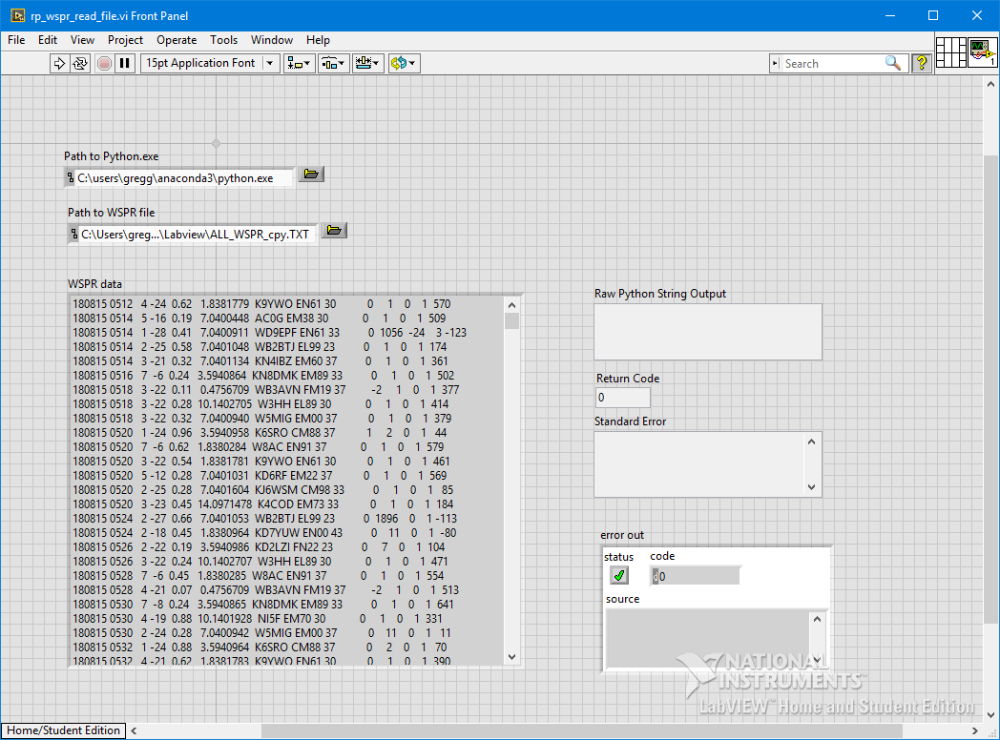 rp_wspr_read_file.vi Front Panel
File Edit View Project Operate Tools Window Help
15pt Application Font
Search
?
1
Path to Python.exe
C:\users\gregg\anaconda3\python.exe
Path to WSPR file
C:\Users\greg...\Labview\ALL_WSPR_cpy.TXT
WSPR data
180815 0512 4 -24 0.62 1.8381779 K9YWO EN61 30 0 1 0 1 570
180815 0514 5 -16 0.19 7.0400448 AC0G EM38 30 0 1 0 1 509
180815 0514 1 -28 0.41 7.0400911 WD9EPF EN61 33 0 1056 -24 3 -123
180815 0514 2 -25 0.58 7.0401048 WB2BTJ EL99 23 0 1 0 1 174
180815 0514 3 -21 0.32 7.0401134 KN4IBZ EM60 37 0 1 0 1 361
180815 0516 7 -6 0.24 3.5940864 KN8DMK EM89 33 0 1 0 1 502
180815 0518 3 -22 0.11 0.4756709 WB3AVN FM19 37 -2 1 0 1 377
180815 0518 3 -22 0.28 10.1402705 W3HH EL89 30 0 1 0 1 414
180815 0518 3 -22 0.32 7.0400940 W5MIG EM00 37 0 1 0 1 379
180815 0520 1 -24 0.96 3.5940958 K6SRO CM88 37 1 2 0 1 44
180815 0520 7 -6 0.62 1.8380284 W8AC EN91 37 0 1 0 1 579
180815 0520 3 -22 0.54 1.8381781 K9YWO EN61 30 0 1 0 1 461
180815 0520 5 -12 0.28 7.0401031 KD6RF EM22 37 0 1 0 1 569
180815 0520 2 -25 0.28 7.0401604 KJ6WSM CM98 33 0 1 0 1 85
180815 0520 3 -23 0.45 14.0971478 K4COD EM73 33 0 1 0 1 184
180815 0524 2 -27 0.66 7.0401053 WB2BTJ EL99 23 0 1896 0 1 -113
180815 0524 2 -18 0.45 1.8380964 KD7YUW EN00 43 0 11 0 1 -80
180815 0526 2 -22 0.19 3.5940986 KD2LZI FN22 23 0 7 0 1 104
180815 0526 3 -22 0.24 10.1402707 W3HH EL89 30 0 1 0 1 471
180815 0528 7 -6 0.45 1.8380285 W8AC EN91 37 0 1 0 1 554
180815 0528 4 -21 0.07 0.4756709 WB3AVN FM19 37 -2 1 0 1 513
180815 0530 7 -8 0.24 3.5940865 KN8DMK EM89 33 0 1 0 1 641
180815 0530 4 -19 0.88 10.1401928 NI5F EM70 30 0 1 0 1 331
180815 0530 2 -24 0.28 7.0400942 W5MIG EM00 37 0 11 0 1 11
180815 0532 1 -24 0.88 3.5940964 K6SRO CM88 37 0 2 0 1 70
180815 0532 4 -21 0.62 1.8381783 K9YWO EN61 30 0 1 0 1 390
Raw Python String Output
Return Code
0
Standard Error
error out
status code
d0
source
NATIONAL
INSTRUMENTS™
LabVIEW™ Home and Student Edition
Home/Student Edition